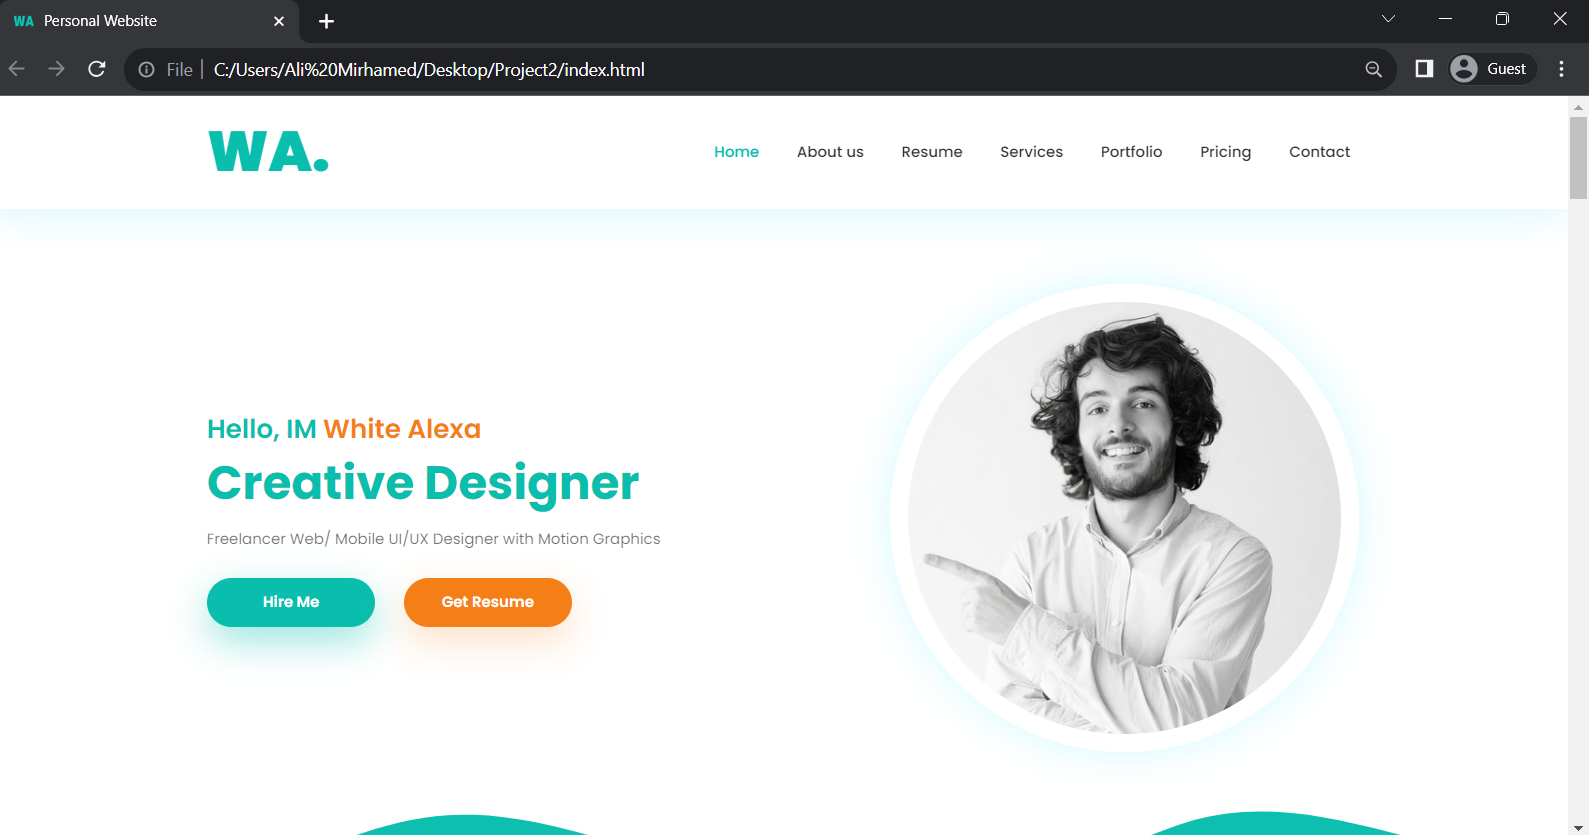 WA Personal Website
File C:/Users/Ali%20Mirhamed/Desktop/Project2/index.html Guest
WA. Home About us Resume Services Portfolio Pricing Contact
Hello, IM White Alexa
Creative Designer
Freelancer Web/ Mobile UI/UX Designer with Motion Graphics
Hire Me Get Resume